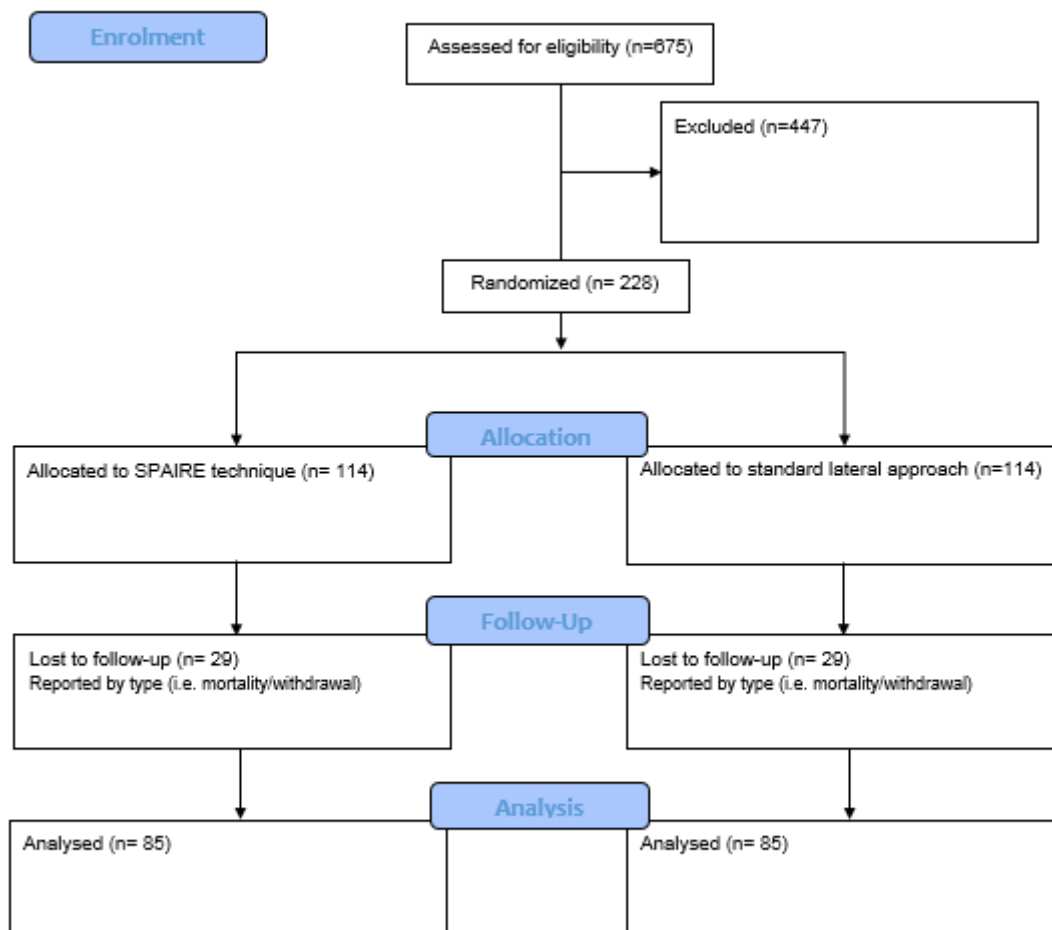 Enrolment
Assessed for eligibility (n=675)
Excluded (n=447)
Randomized (n= 228)
Allocation
Allocated to SPAIRE technique (n= 114)
Allocated to standard lateral approach (n=114)
Follow-Up
Lost to follow-up (n= 29)
Reported by type (i.e. mortality/withdrawal)
Lost to follow-up (n= 29)
Reported by type (i.e. mortality/withdrawal)
Analysis
Analysed (n= 85)
Analysed (n= 85)